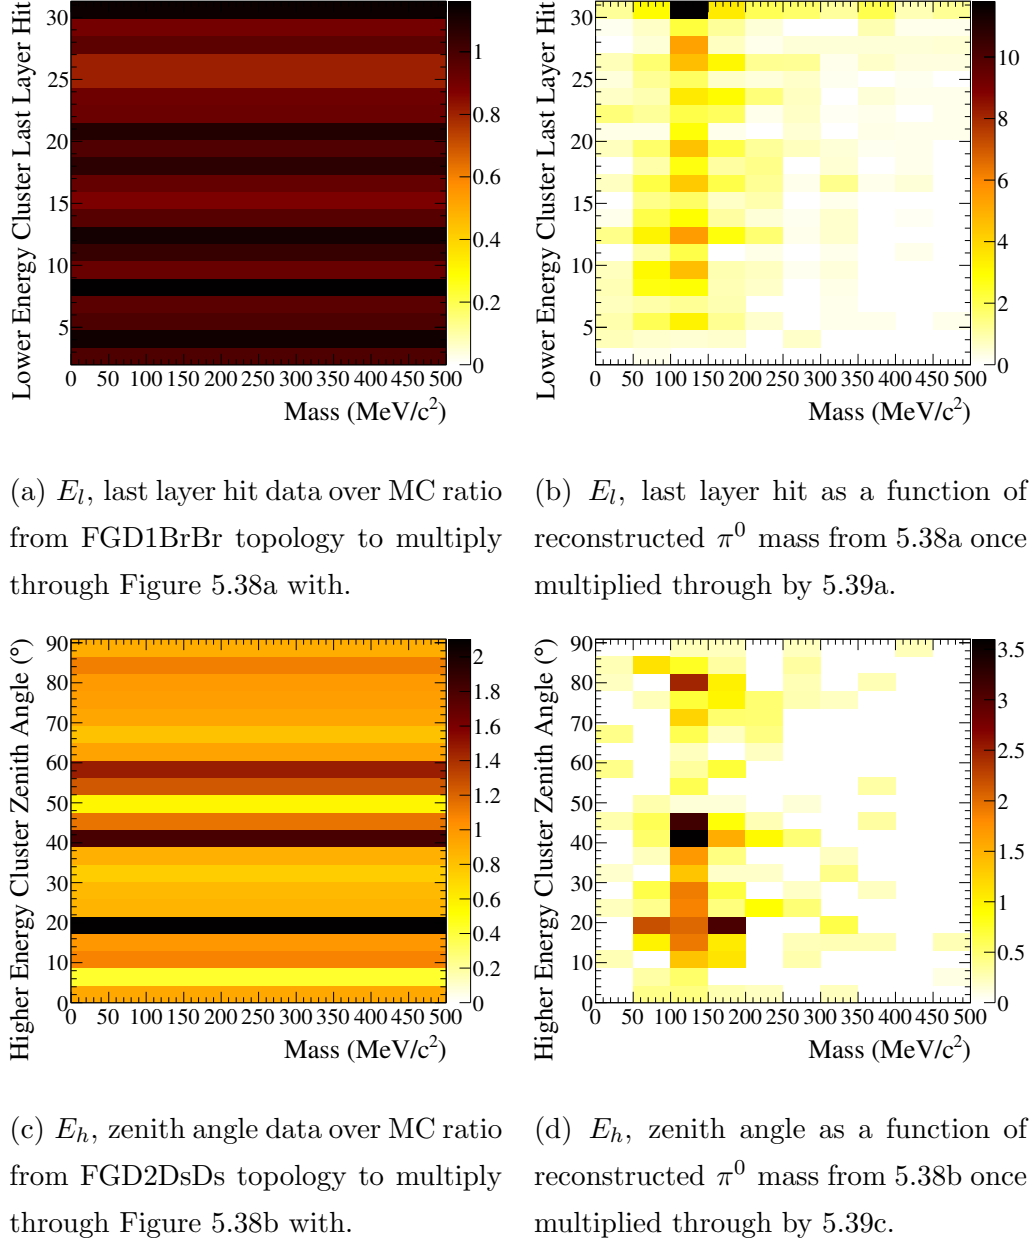 Lower Energy Cluster Last Layer Hit
30
25
20
15
10
5
0 50 100 150 200 250 300 350 400 450 500
Mass (MeV/c²)
1
0.8
0.6
0.4
0.2
0
Lower Energy Cluster Last Layer Hit
30
25
20
15
10
5
0 50 100 150 200 250 300 350 400 450 500
Mass (MeV/c²)
10
8
6
4
2
0
(a) E_l, last layer hit data over MC ratio
from FGD1BrBr topology to multiply
through Figure 5.38a with.
(b) E_l, last layer hit as a function of
reconstructed π⁰ mass from 5.38a once
multiplied through by 5.39a.
Higher Energy Cluster Zenith Angle (°)
90
80
70
60
50
40
30
20
10
0
0 50 100 150 200 250 300 350 400 450 500
Mass (MeV/c²)
2
1.8
1.6
1.4
1.2
1
0.8
0.6
0.4
0.2
0
Higher Energy Cluster Zenith Angle (°)
90
80
70
60
50
40
30
20
10
0
0 50 100 150 200 250 300 350 400 450 500
Mass (MeV/c²)
3.5
3
2.5
2
1.5
1
0.5
0
(c) E_h, zenith angle data over MC ratio
from FGD2DsDs topology to multiply
through Figure 5.38b with.
(d) E_h, zenith angle as a function of
reconstructed π⁰ mass from 5.38b once
multiplied through by 5.39c.